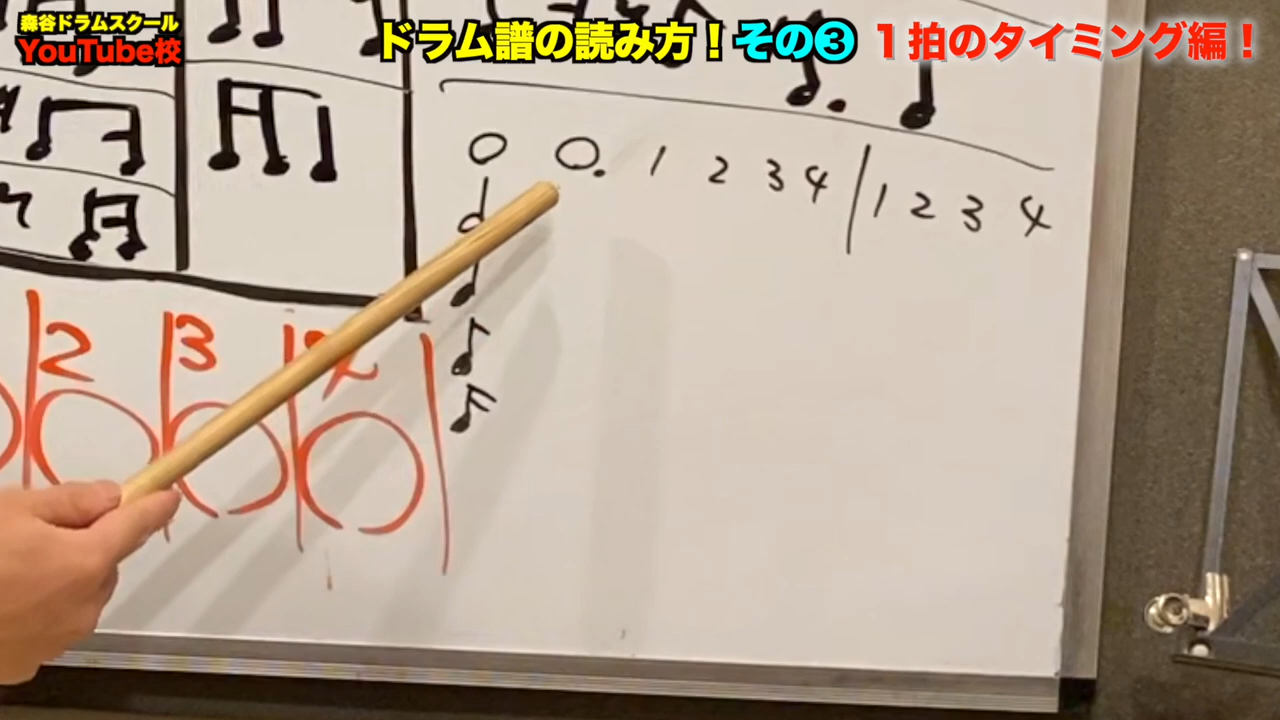 森谷ドラムスクール
YouTube校
ドラム譜の読み方！その❸ １拍のタイミング編！
1 2 3 4 | 1 2 3 4
2 3